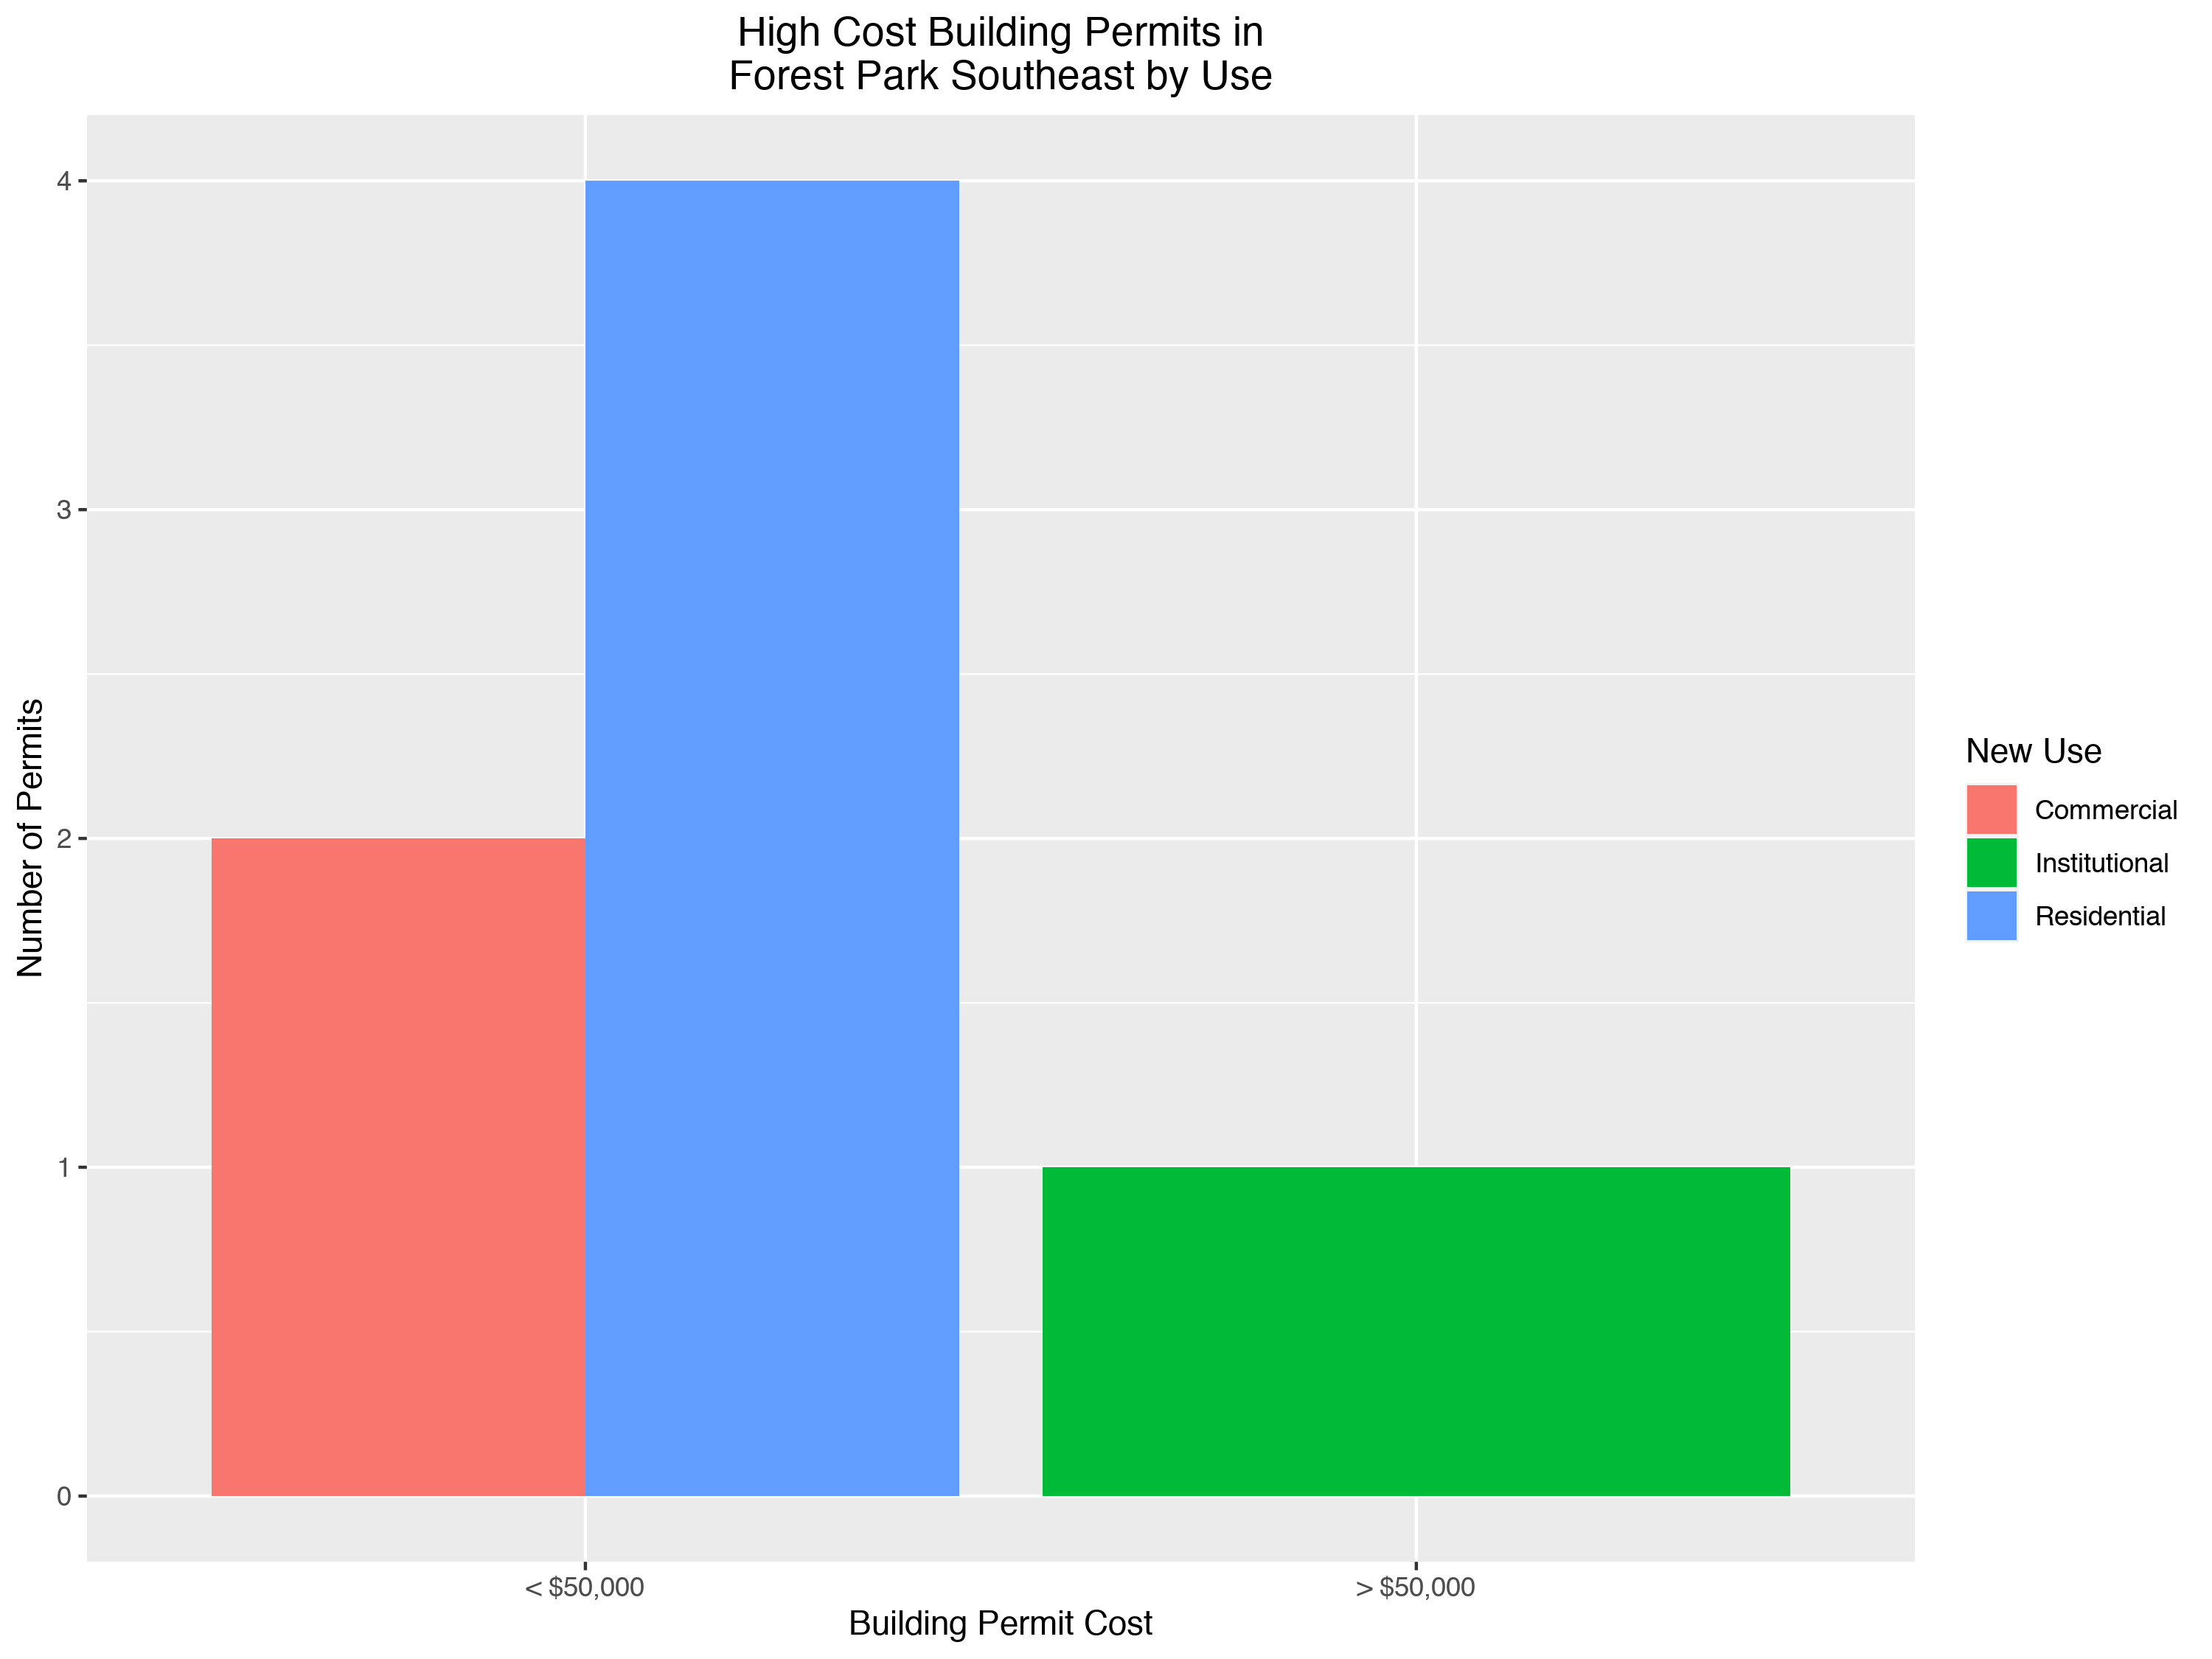 High Cost Building Permits in
Forest Park Southeast by Use
Number of Permits
4
3
2
1
0
< $50,000
> $50,000
Building Permit Cost
New Use
Commercial
Institutional
Residential